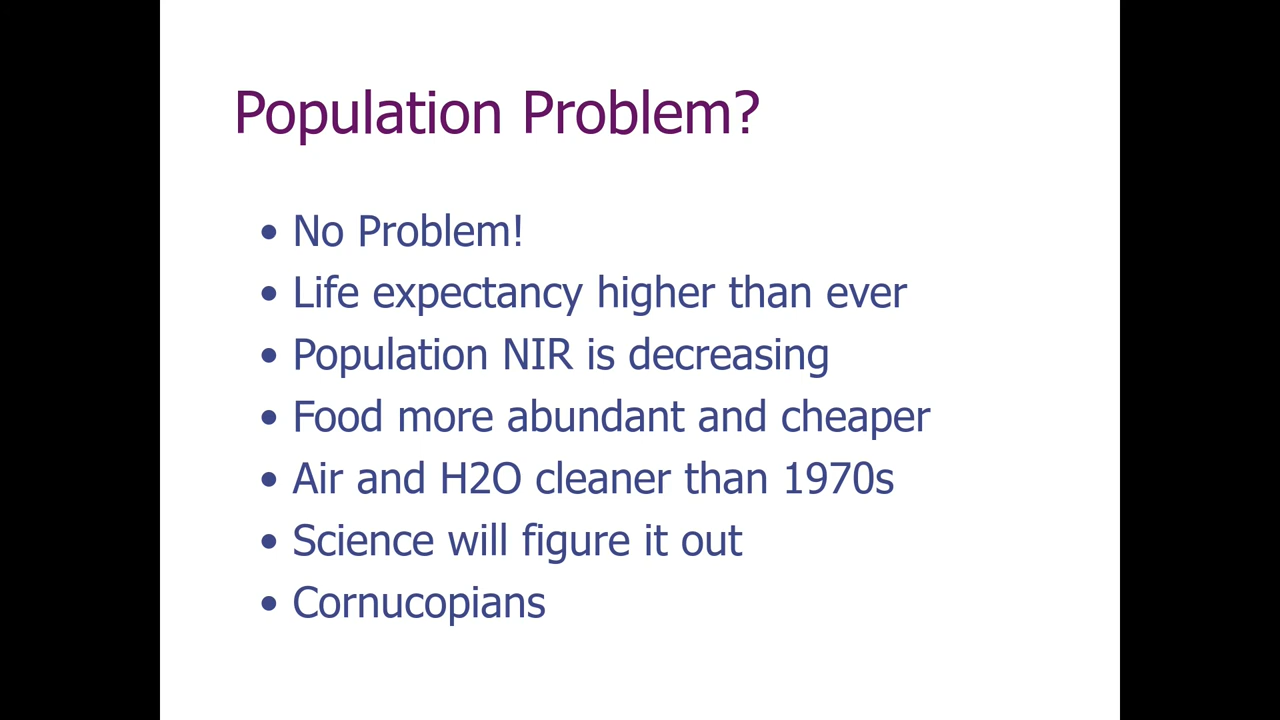 Population Problem?
• No Problem!
• Life expectancy higher than ever
• Population NIR is decreasing
• Food more abundant and cheaper
• Air and H2O cleaner than 1970s
• Science will figure it out
• Cornucopians